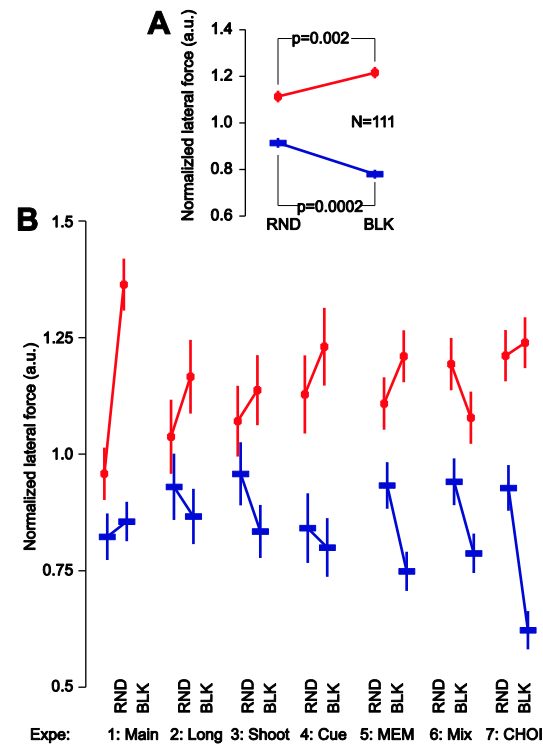 A
Normalizied lateral force (a.u.)
1.4
1.2
1.0
0.8
0.6
p=0.002
N=111
p=0.0002
RND BLK
B
Normalized lateral force (a.u.)
1.5
1.25
1.0
0.75
0.5
RND BLK RND BLK RND BLK RND BLK RND BLK RND BLK RND BLK
Expe: 1: Main 2: Long 3: Shoot 4: Cue 5: MEM 6: Mix 7: CHOI